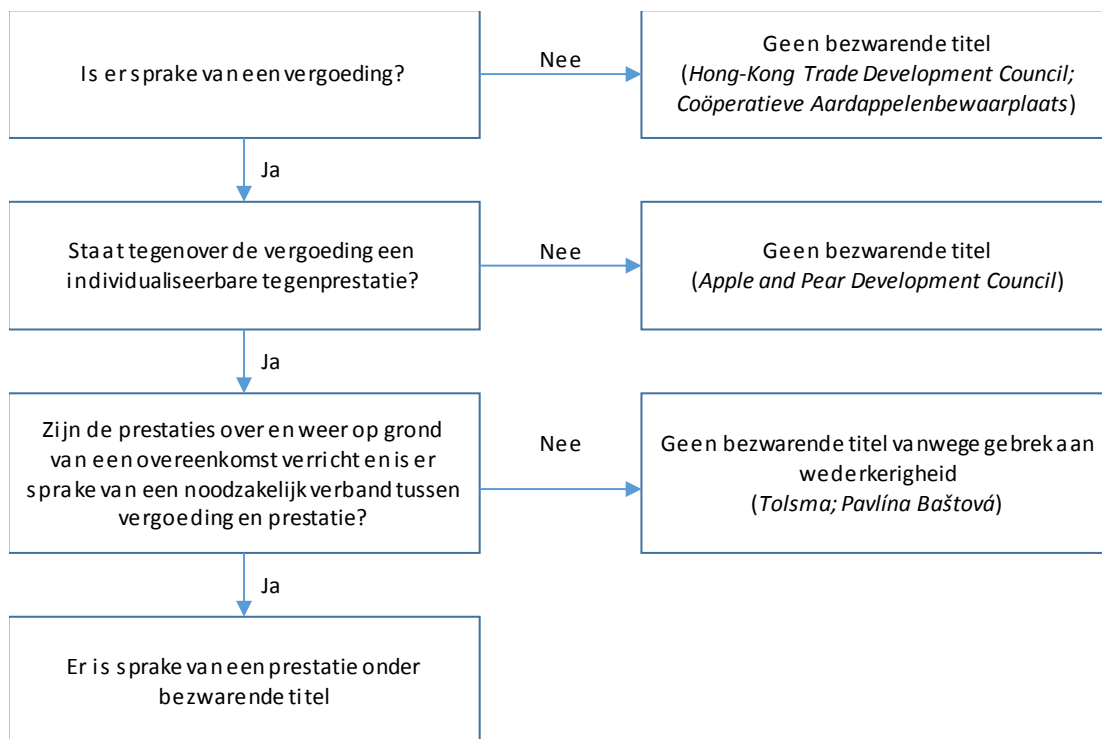 Is er sprake van een vergoeding?
Nee
Geen bezwarende titel
(Hong-Kong Trade Development Council;
Coöperatieve Aardappelenbewaarplaats)
Ja
Staat tegenover de vergoeding een
individualiseerbare tegenprestatie?
Nee
Geen bezwarende titel
(Apple and Pear Development Council)
Ja
Zijn de prestaties over en weer op grond
van een overeenkomst verricht en is er
sprake van een noodzakelijk verband tussen
vergoeding en prestatie?
Nee
Geen bezwarende titel vanwege gebrek aan
wederkerigheid
(Tolsma; Pavlína Baštová)
Ja
Er is sprake van een prestatie onder
bezwarende titel